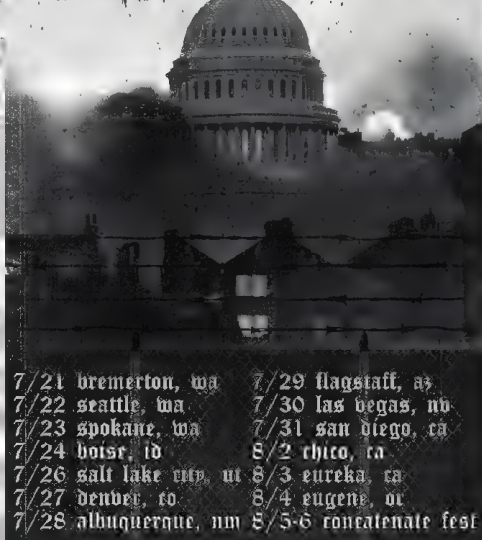 7/21 bremerton, wa
7/22 seattle, wa
7/23 spokane, wa
7/24 boise, id
7/26 salt lake city, ut
7/27 denver, co
7/28 albuquerque, nm
7/29 flagstaff, az
7/30 las vegas, nv
7/31 san diego, ca
8/2 chico, ca
8/3 eureka, ca
8/4 eugene, or
8/5-6 concatenate fest